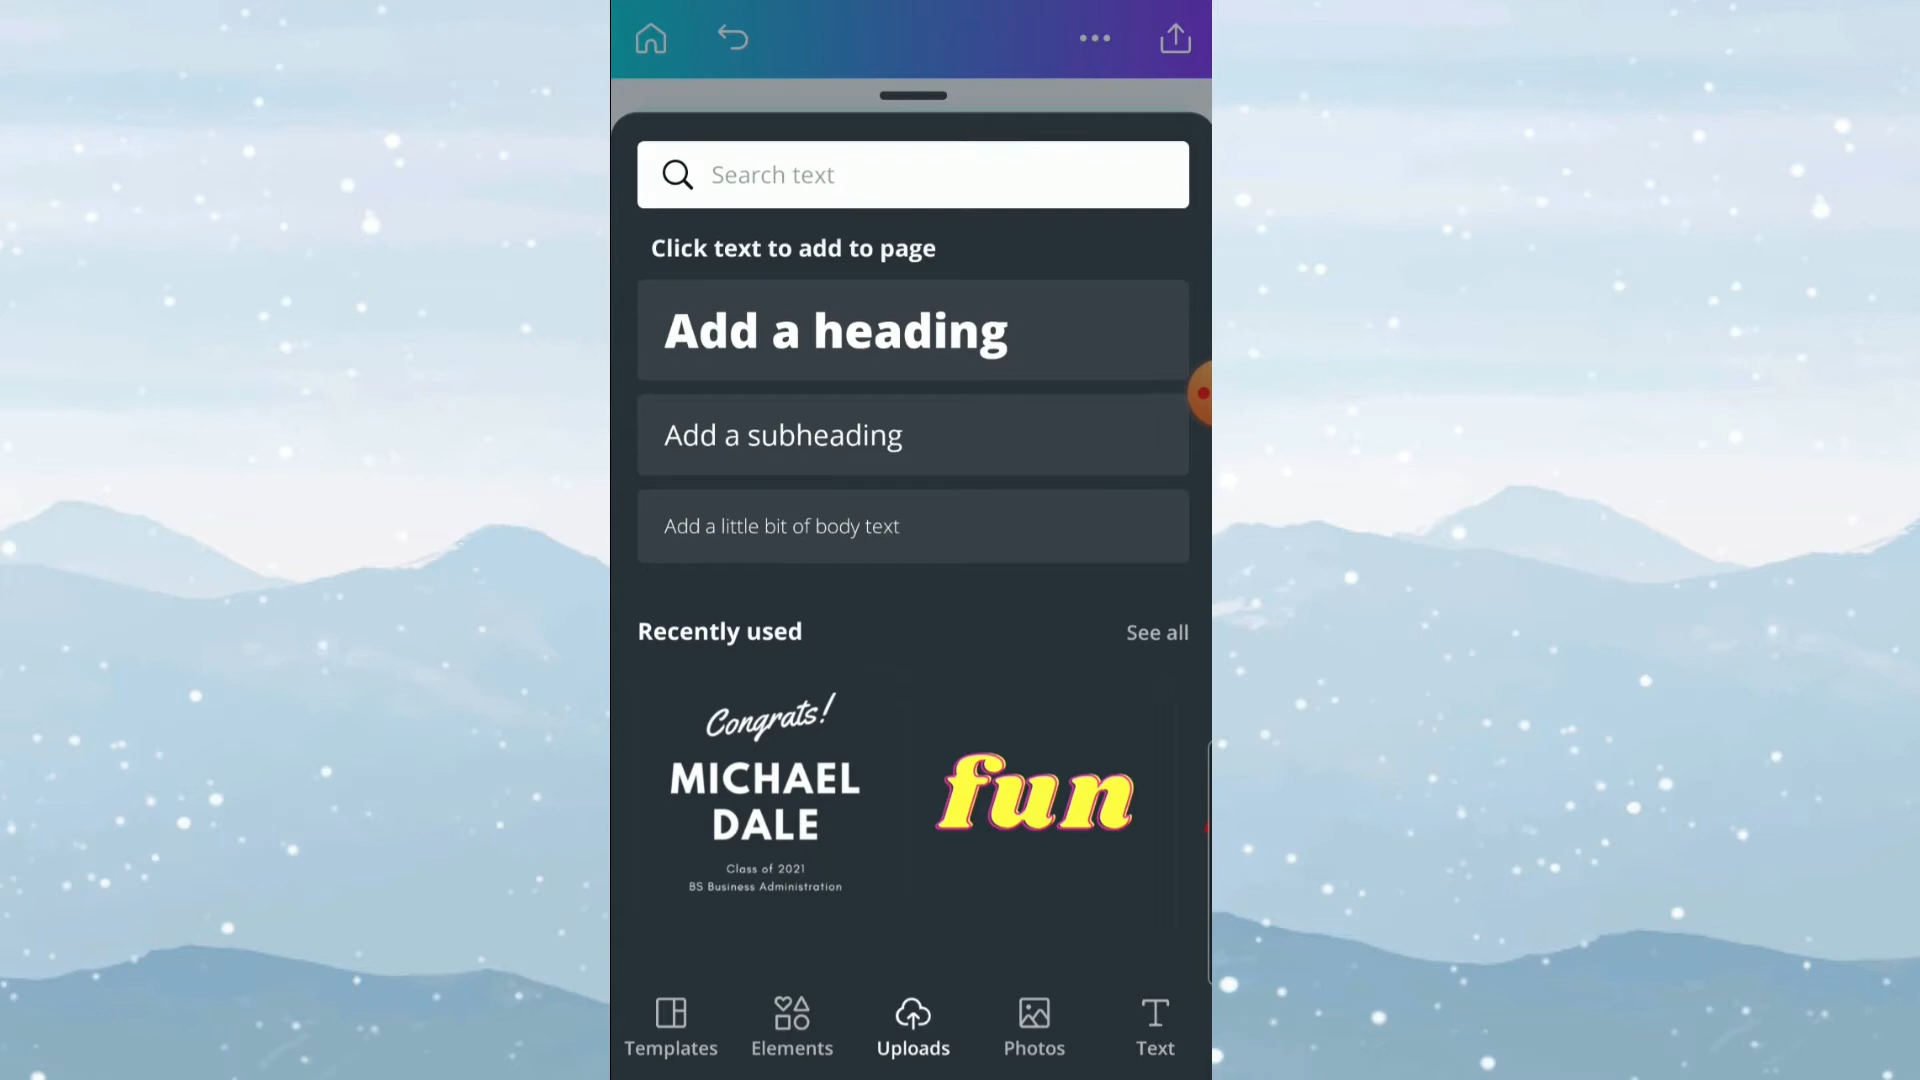 Search text
Click text to add to page
Add a heading
Add a subheading
Add a little bit of body text
Recently used
See all
Congrats!
MICHAEL
DALE
Class of 2021
BS Business Administration
fun
Templates
Elements
Uploads
Photos
Text